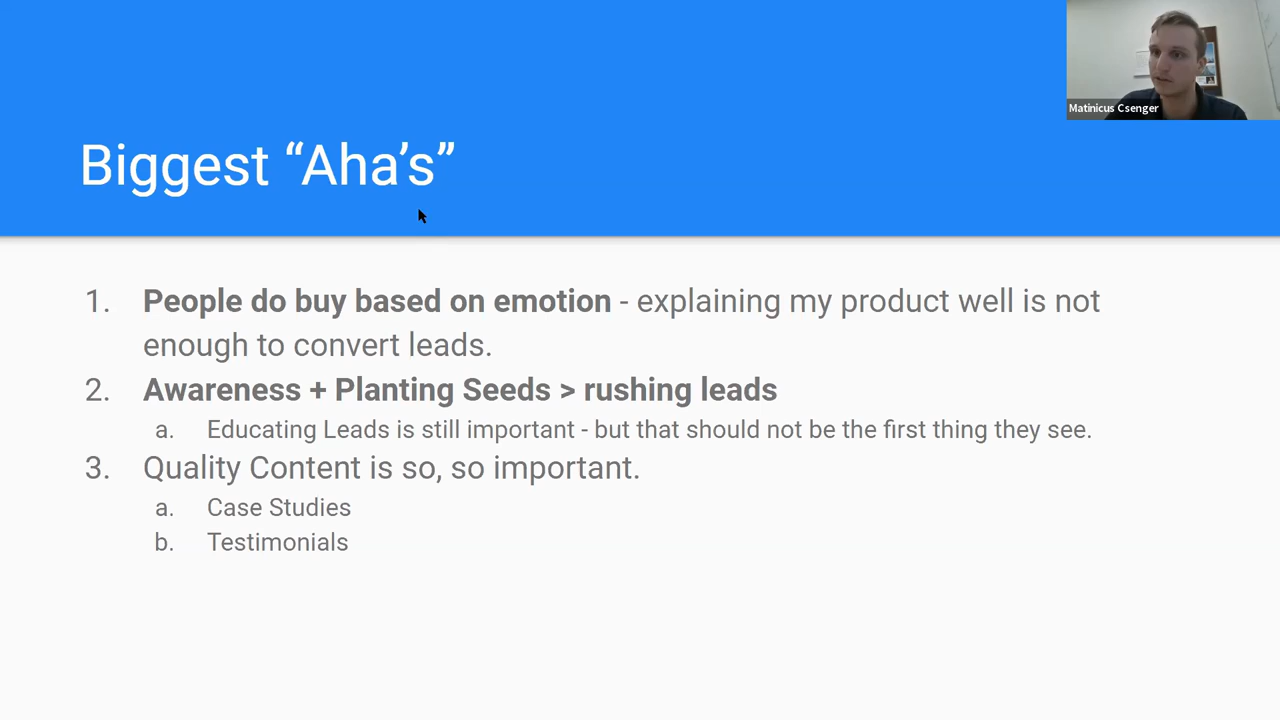 Matinicus Csenger
Biggest “Aha’s”
1. People do buy based on emotion - explaining my product well is not
enough to convert leads.
2. Awareness + Planting Seeds > rushing leads
a. Educating Leads is still important - but that should not be the first thing they see.
3. Quality Content is so, so important.
a. Case Studies
b. Testimonials